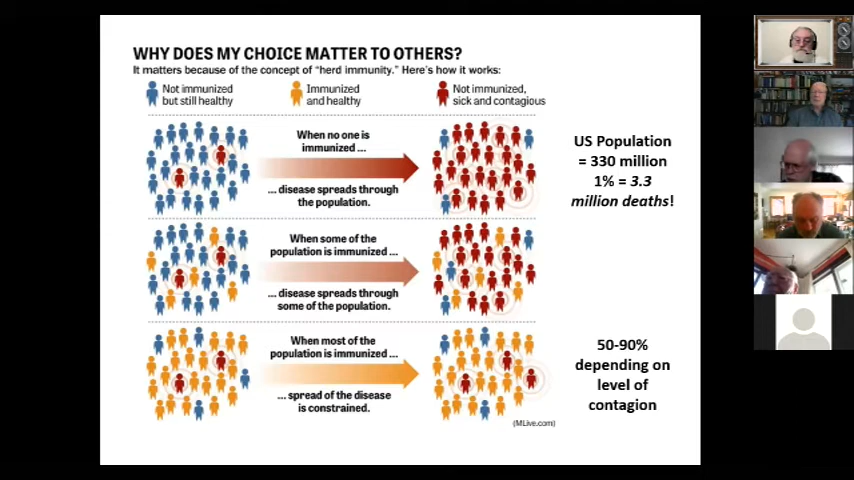 WHY DOES MY CHOICE MATTER TO OTHERS?
It matters because of the concept of "herd immunity." Here's how it works:
Not immunized
but still healthy
Immunized
and healthy
Not immunized,
sick and contagious
When no one is
immunized ...
... disease spreads through
the population.
US Population
= 330 million
1% = 3.3
million deaths!
When some of the
population is immunized ...
... disease spreads through
some of the population.
When most of the
population is immunized ...
... spread of the disease
is constrained.
50-90%
depending on
level of
contagion
(MLive.com)